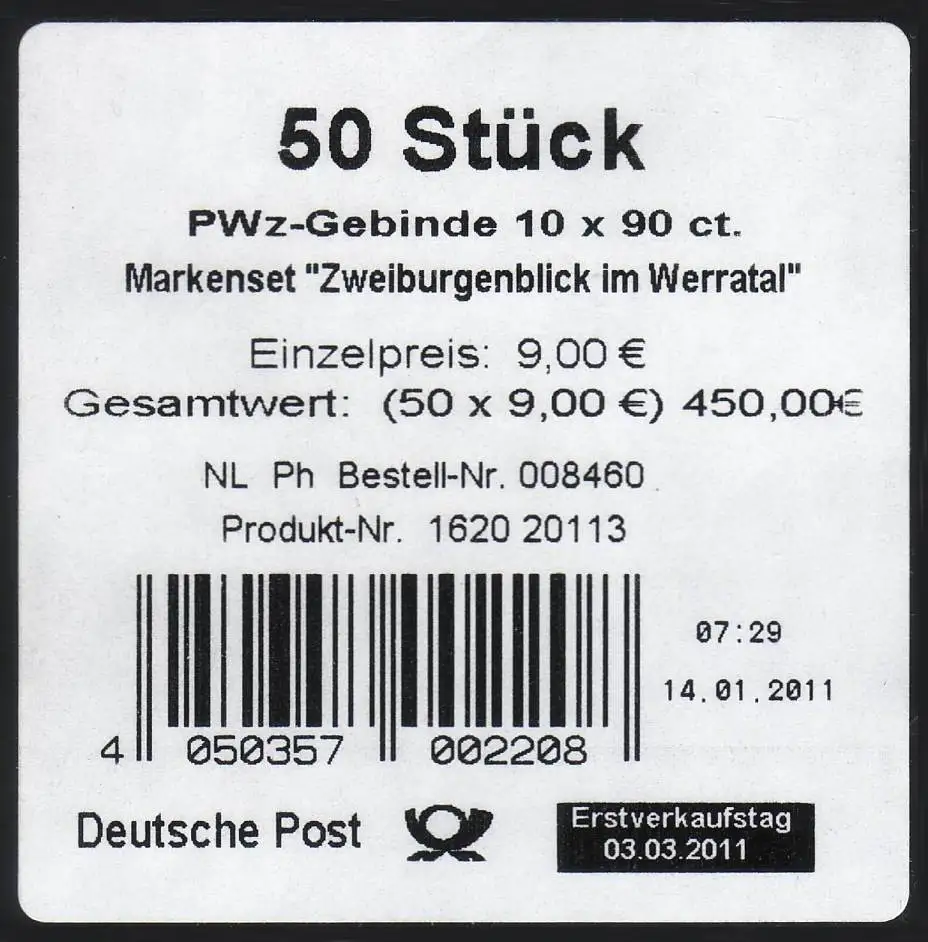 50 Stück
PWz-Gebinde 10 x 90 ct.
Markenset "Zweiburgenblick im Werratal"
Einzelpreis: 9,00 €
Gesamtwert: (50 x 9,00 €) 450,00€
NL Ph Bestell-Nr. 008460
Produkt-Nr. 1620 20113
07:29
14.01.2011
4 050357 002208
Deutsche Post
Erstverkaufstag
03.03.2011